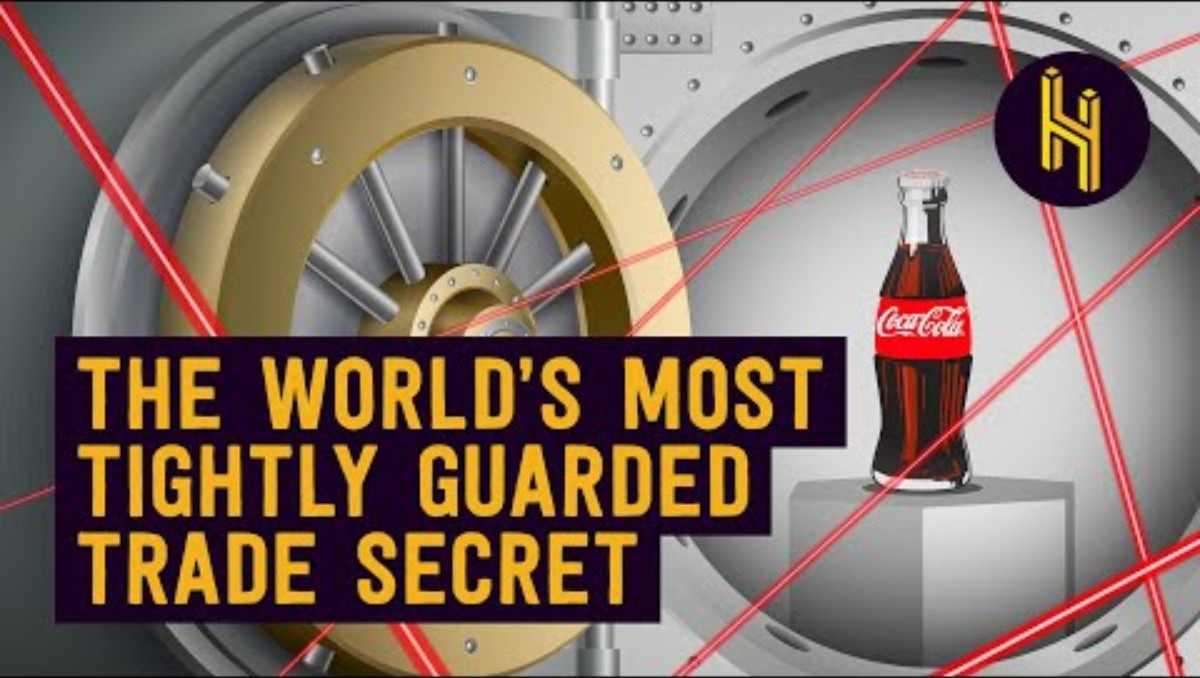 Coca-Cola
THE WORLD'S MOST
TIGHTLY GUARDED
TRADE SECRET